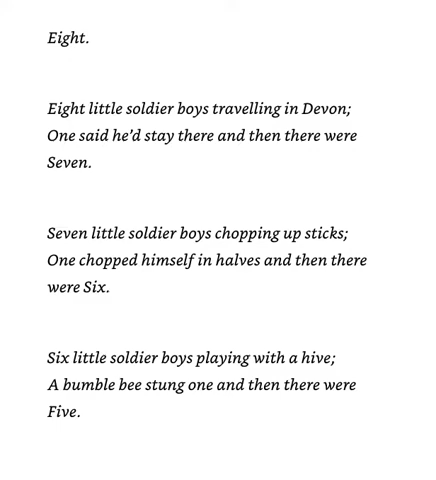 Eight.
Eight little soldier boys travelling in Devon;
One said he’d stay there and then there were
Seven.
Seven little soldier boys chopping up sticks;
One chopped himself in halves and then there
were Six.
Six little soldier boys playing with a hive;
A bumble bee stung one and then there were
Five.